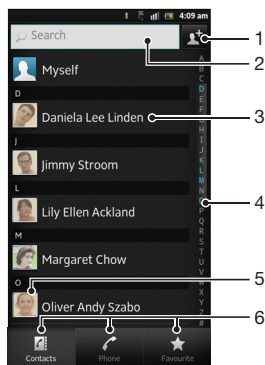 4:09 am
Search
1
2
Myself
D
Daniela Lee Linden
3
J
Jimmy Stroom
L
Lily Ellen Ackland
4
M
Margaret Chow
O
5
Oliver Andy Szabo
6
Contacts
Phone
Favourite
A
B
C
D
E
F
H
I
J
K
L
M
N
P
Q
R
S
T
U
V
W
X
Y
Z
#